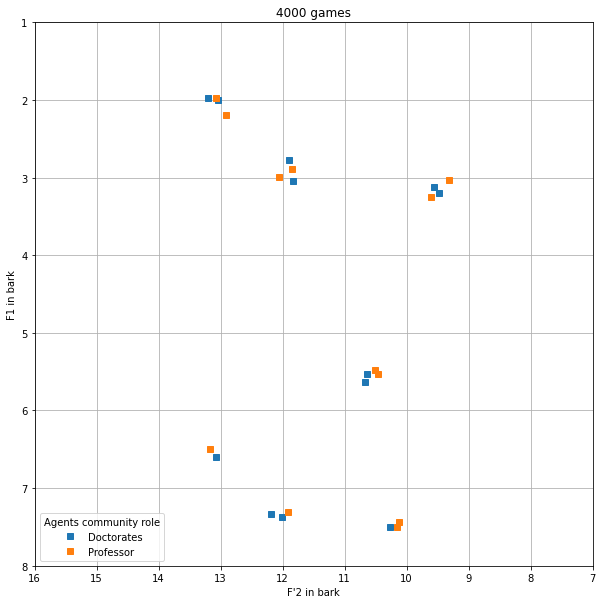 4000 games
1
2
3
4
5
6
7
8
F1 in bark
Agents community role
Doctorates
Professor
16 15 14 13 12 11 10 9 8 7
F'2 in bark